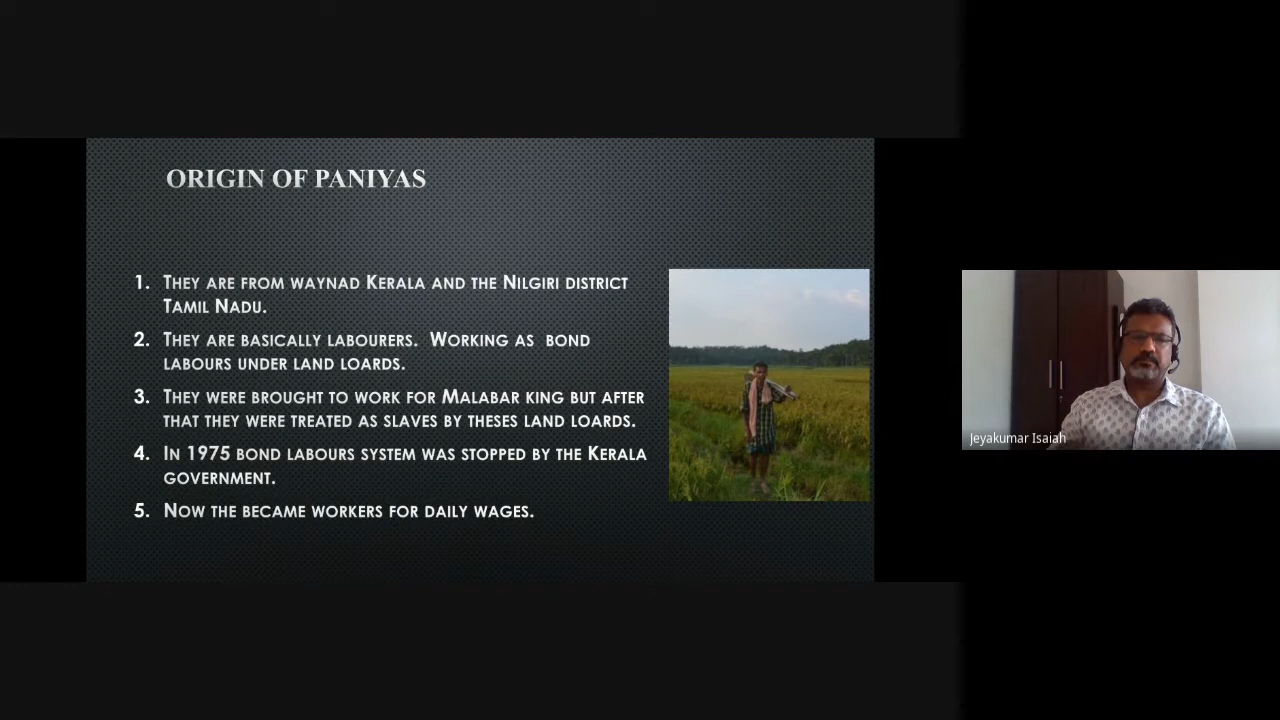 ORIGIN OF PANIYAS
1. They are from waynad Kerala and the Nilgiri district
Tamil Nadu.
2. They are basically labourers. Working as bond
labours under land loards.
3. They were brought to work for Malabar king but after
that they were treated as slaves by theses land loards.
4. In 1975 bond labours system was stopped by the Kerala
government.
5. Now the became workers for daily wages.
Jeyakumar Isaiah